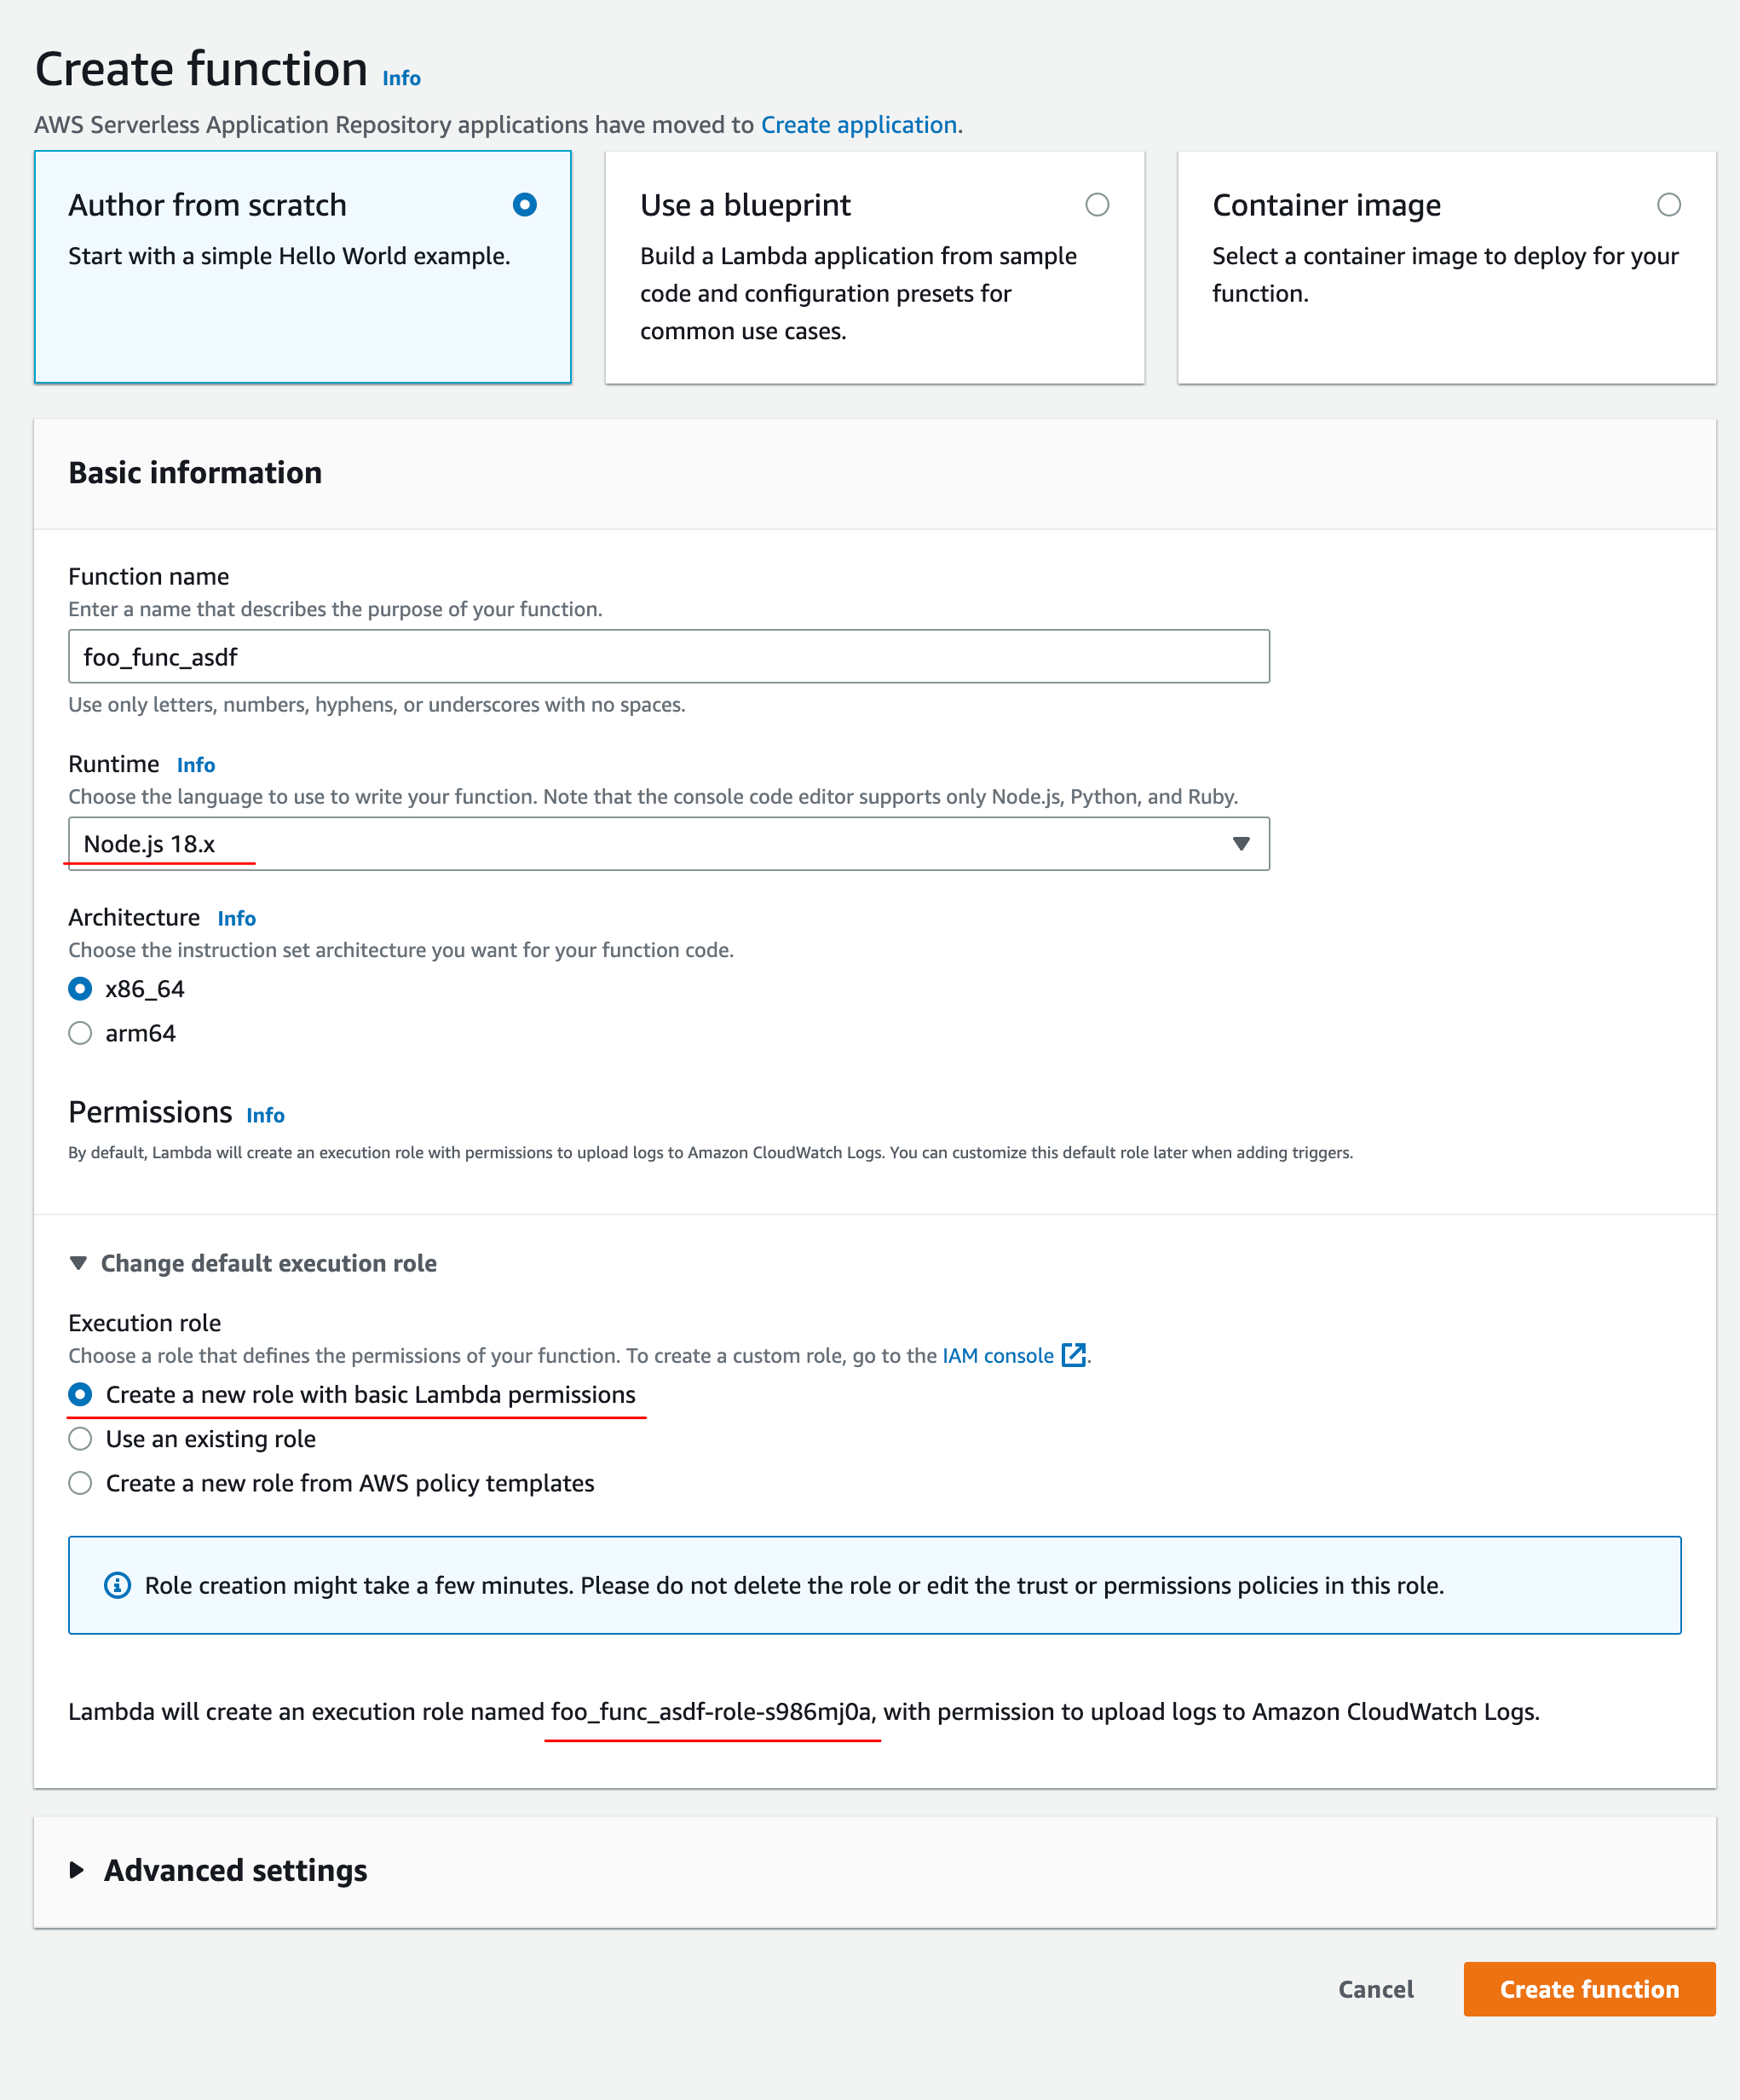 Create function Info
AWS Serverless Application Repository applications have moved to Create application.
Author from scratch
Start with a simple Hello World example.
Use a blueprint
Build a Lambda application from sample
code and configuration presets for
common use cases.
Container image
Select a container image to deploy for your
function.
Basic information
Function name
Enter a name that describes the purpose of your function.
foo_func_asdf
Use only letters, numbers, hyphens, or underscores with no spaces.
Runtime Info
Choose the language to use to write your function. Note that the console code editor supports only Node.js, Python, and Ruby.
Node.js 18.x
Architecture Info
Choose the instruction set architecture you want for your function code.
x86_64
arm64
Permissions Info
By default, Lambda will create an execution role with permissions to upload logs to Amazon CloudWatch Logs. You can customize this default role later when adding triggers.
Change default execution role
Execution role
Choose a role that defines the permissions of your function. To create a custom role, go to the IAM console.
Create a new role with basic Lambda permissions
Use an existing role
Create a new role from AWS policy templates
Role creation might take a few minutes. Please do not delete the role or edit the trust or permissions policies in this role.
Lambda will create an execution role named foo_func_asdf-role-s986mj0a, with permission to upload logs to Amazon CloudWatch Logs.
Advanced settings
Cancel
Create function